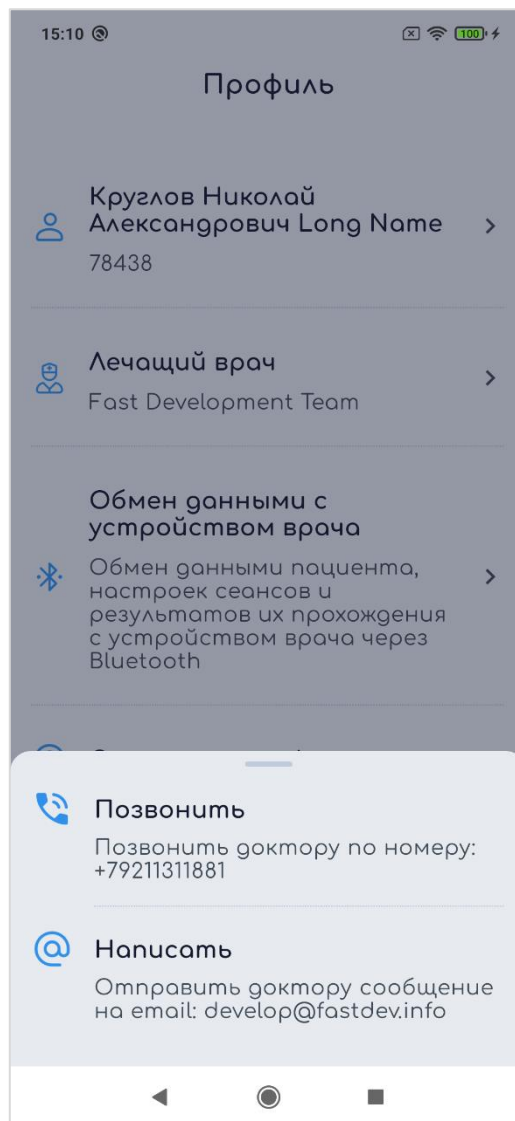 15:10
100
Профиль
Круглов Николай
Александрович Long Name
78438
Лечащий врач
Fast Development Team
Обмен данными с
устройством врача
Обмен данными пациента,
настроек сеансов и
результатов их прохождения
с устройством врача через
Bluetooth
Позвонить
Позвонить доктору по номеру:
+79211311881
Написать
Отправить доктору сообщение
на email: develop@fastdev.info